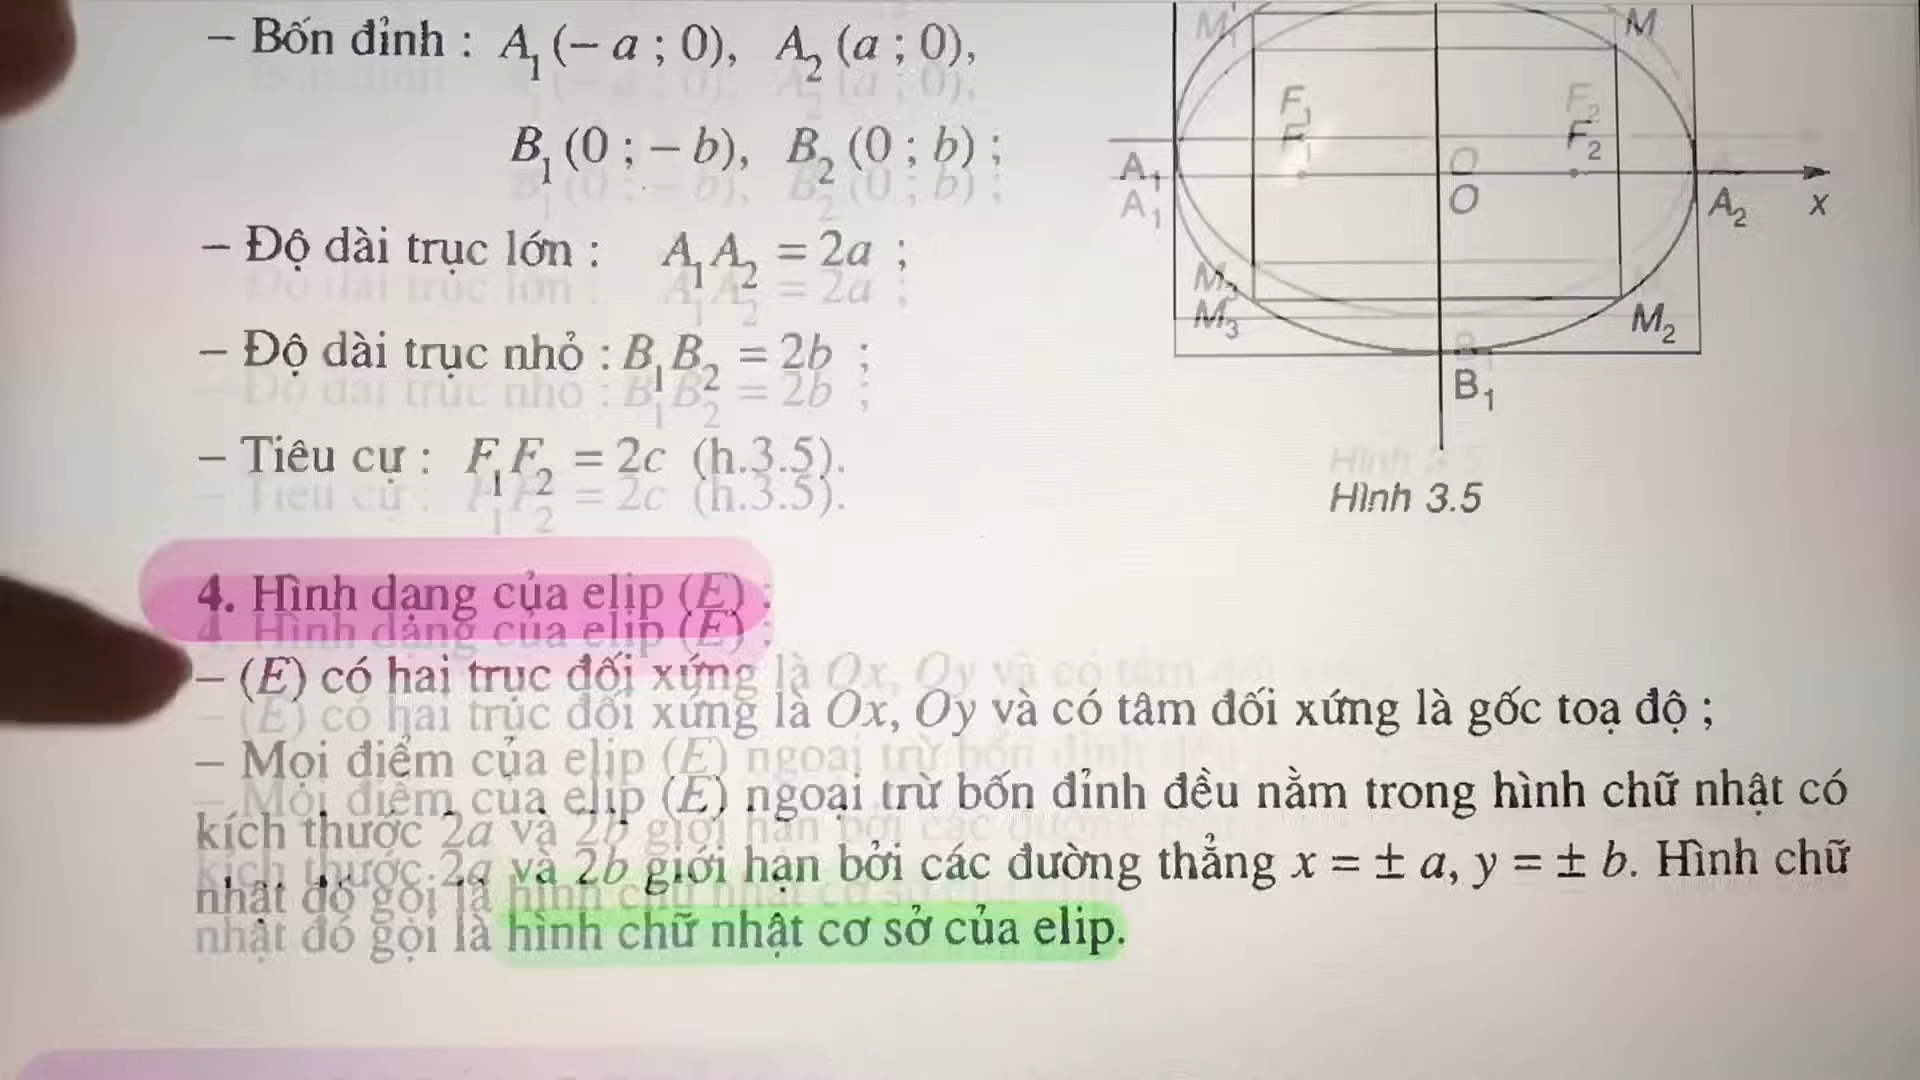 – Bốn đỉnh : A₁ (– a ; 0), A₂ (a ; 0),
B₁ (0 ; – b), B₂ (0 ; b) ;
– Độ dài trục lớn : A₁A₂ = 2a ;
– Độ dài trục nhỏ : B₁B₂ = 2b ;
– Tiêu cự : F₁F₂ = 2c (h.3.5).
M₁ M
F₁ F₂
A₁ O A₂ x
M₃ M₂
B₁
Hình 3.5
4. Hình dạng của elip (E) :
– (E) có hai trục đối xứng là Ox, Oy và có tâm đối xứng là gốc toạ độ ;
– Mọi điểm của elip (E) ngoại trừ bốn đỉnh đều nằm trong hình chữ nhật có
kích thước 2a và 2b giới hạn bởi các đường thẳng x = ± a, y = ± b. Hình chữ
nhật đó gọi là hình chữ nhật cơ sở của elip.